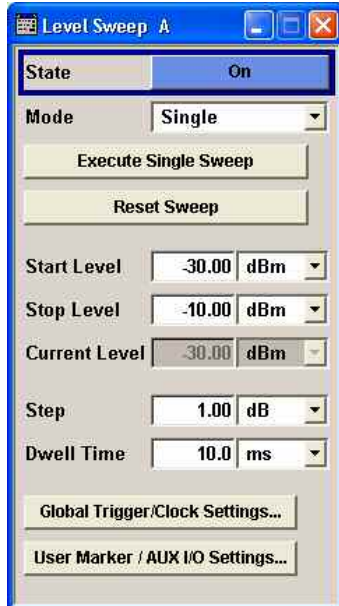 Level Sweep A
State On
Mode Single
Execute Single Sweep
Reset Sweep
Start Level -30.00 dBm
Stop Level -10.00 dBm
Current Level -30.00 dBm
Step 1.00 dB
Dwell Time 10.0 ms
Global Trigger/Clock Settings...
User Marker / AUX I/O Settings...